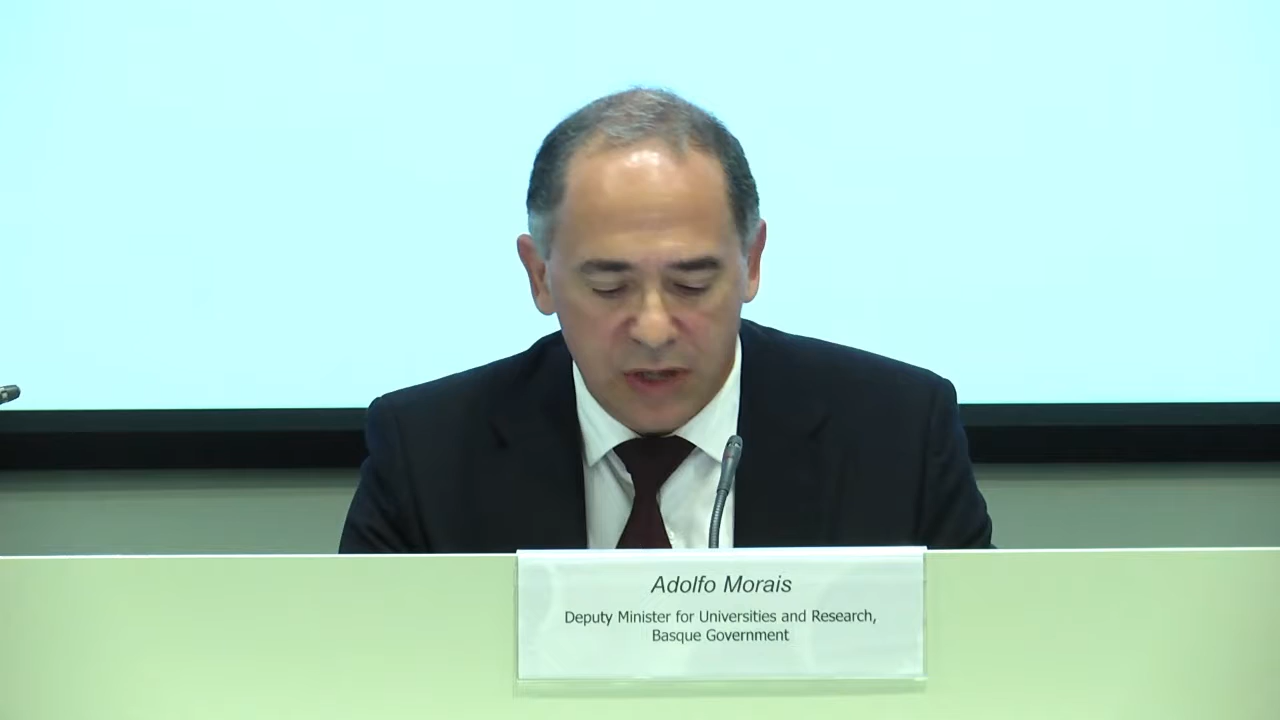 Adolfo Morais
Deputy Minister for Universities and Research,
Basque Government